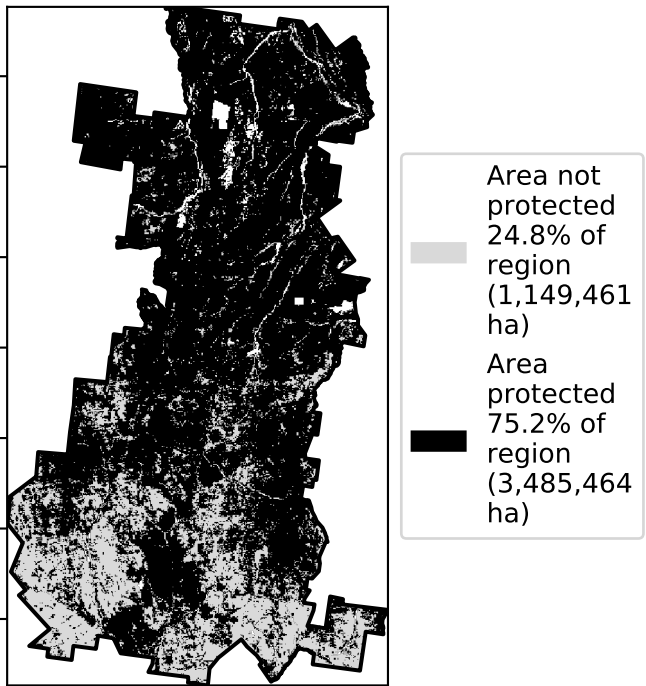 Area not
protected
24.8% of
region
(1,149,461
ha)
Area
protected
75.2% of
region
(3,485,464
ha)